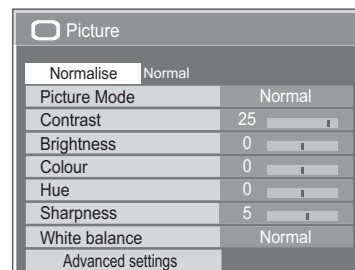 Picture
Normalise Normal
Picture Mode Normal
Contrast 25
Brightness 0
Colour 0
Hue 0
Sharpness 5
White balance Normal
Advanced settings